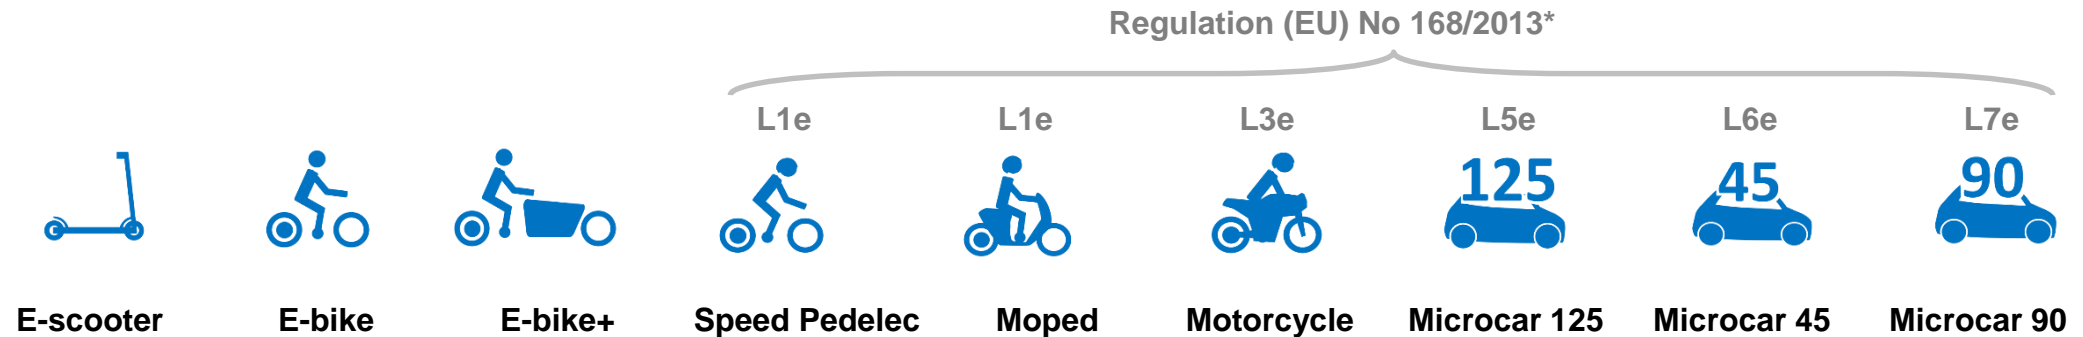 Regulation (EU) No 168/2013*
L1e L1e L3e L5e L6e L7e
125 45 90
E-scooter E-bike E-bike+ Speed Pedelec Moped Motorcycle Microcar 125 Microcar 45 Microcar 90